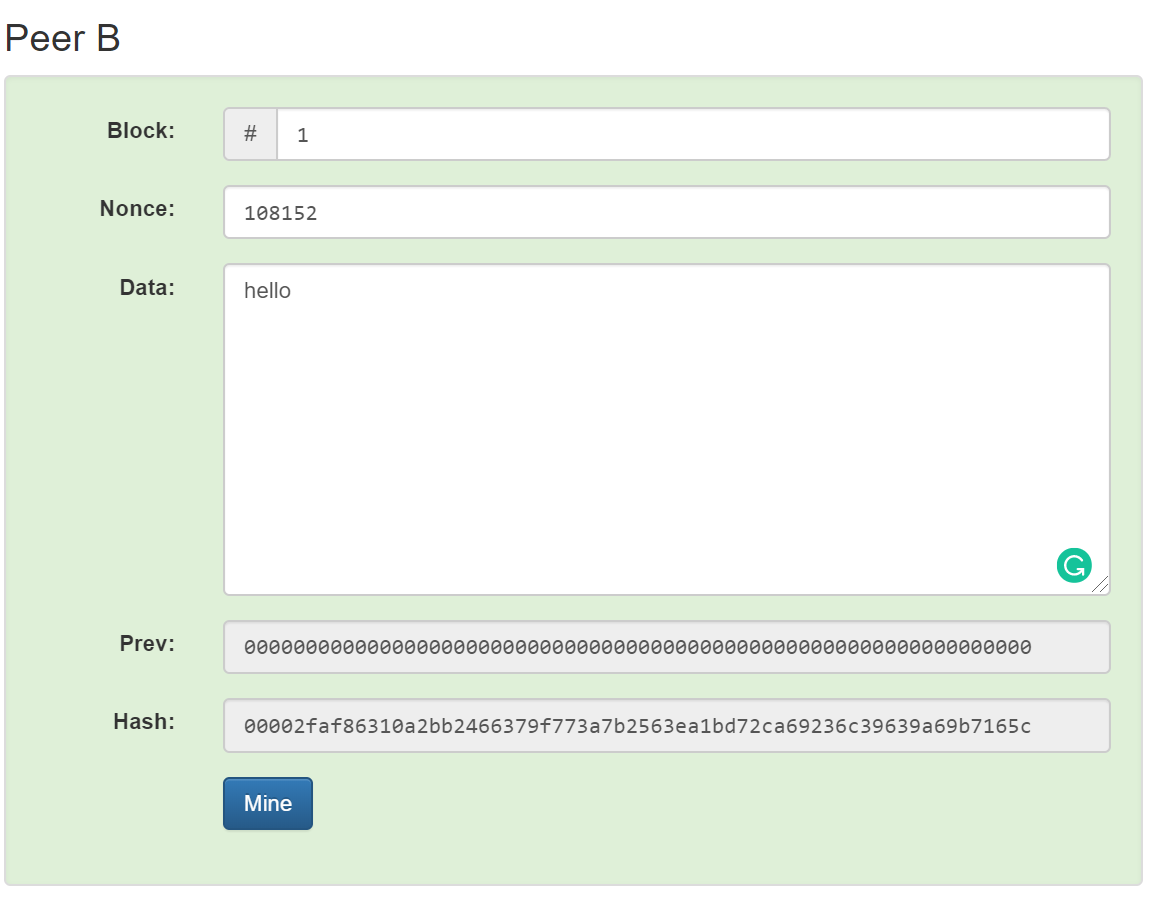 Peer B
Block:
# 1
Nonce:
108152
Data:
hello
Prev:
0000000000000000000000000000000000000000000000000000000000000000
Hash:
00002faf86310a2bb2466379f773a7b2563ea1bd72ca69236c39639a69b7165c
Mine